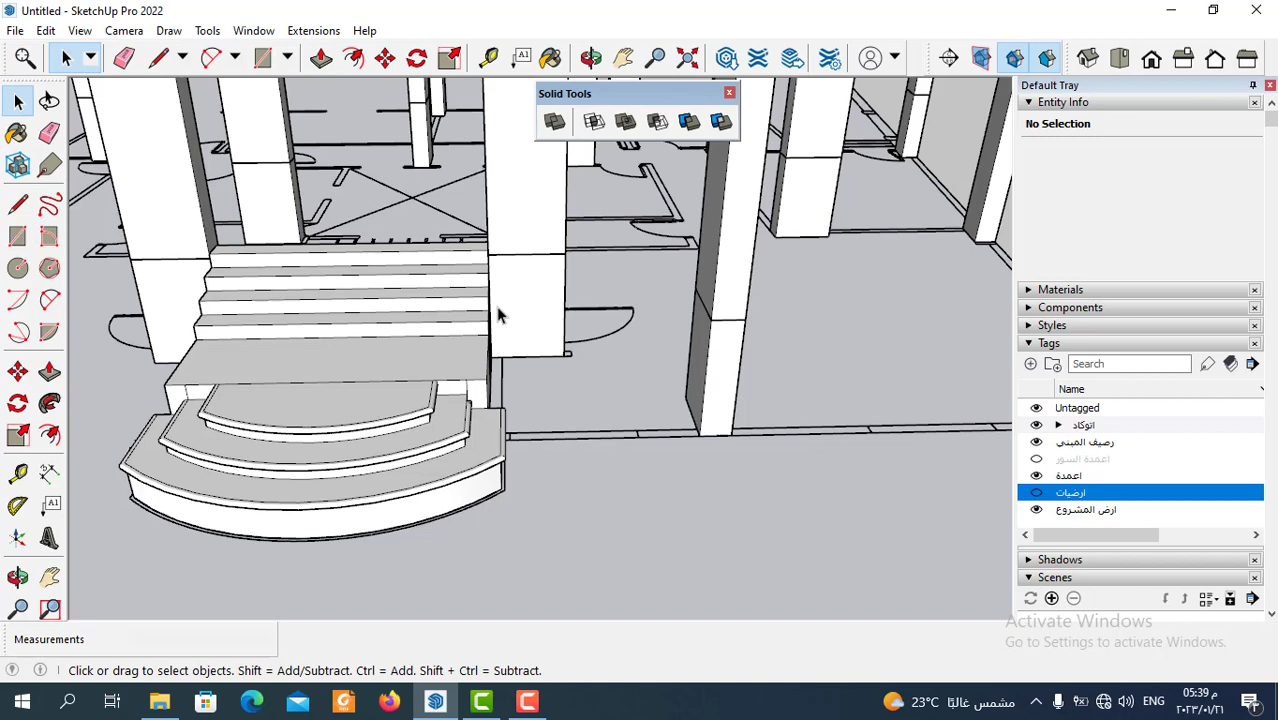 Untitled - SketchUp Pro 2022
File Edit View Camera Draw Tools Window Extensions Help
Solid Tools
Default Tray
Entity Info
No Selection
Materials
Components
Styles
Tags
Search
Name
Untagged
اتوكاد
رصيف المبنى
اعمدة السور
اعمدة
ارضيات
ارض المشروع
Shadows
Scenes
Activate Windows
Go to Settings to activate Windows.
Measurements
Click or drag to select objects. Shift = Add/Subtract. Ctrl = Add. Shift + Ctrl = Subtract.
23°C مشمس غالبًا
ENG
05:39 م
٢٠٢٣/٠١/٢١